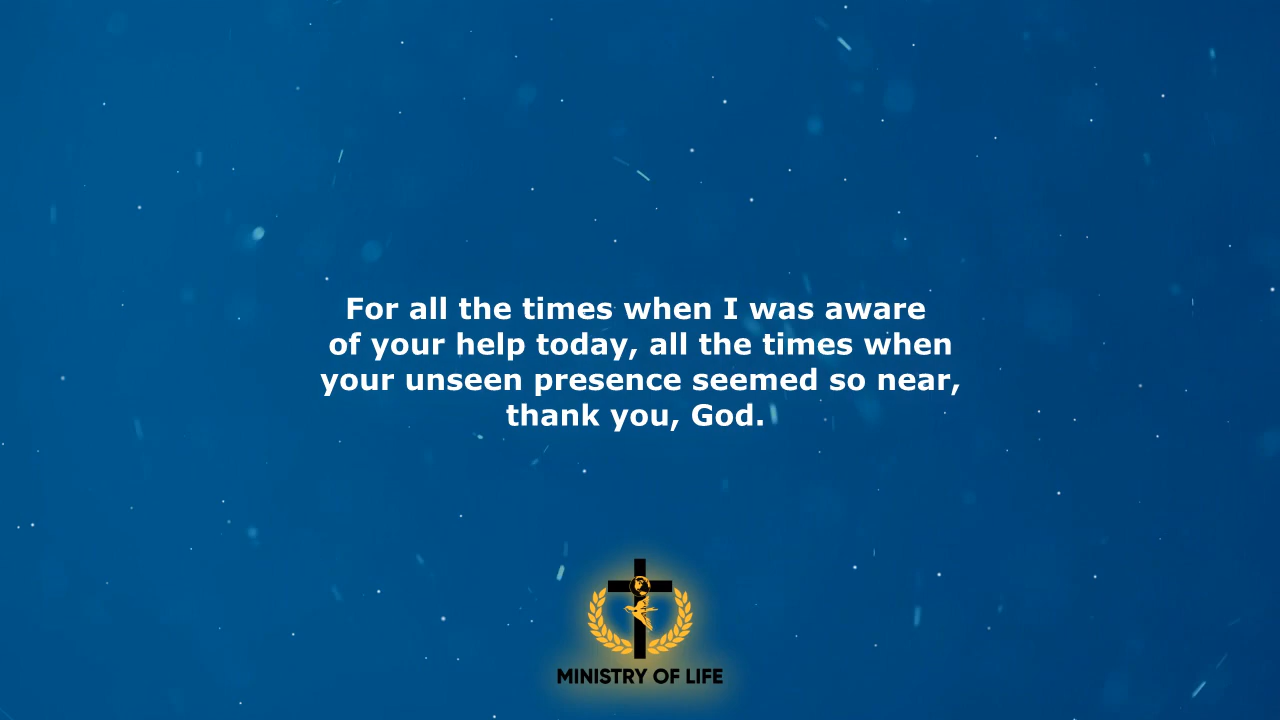 For all the times when I was aware
of your help today, all the times when
your unseen presence seemed so near,
thank you, God.
MINISTRY OF LIFE